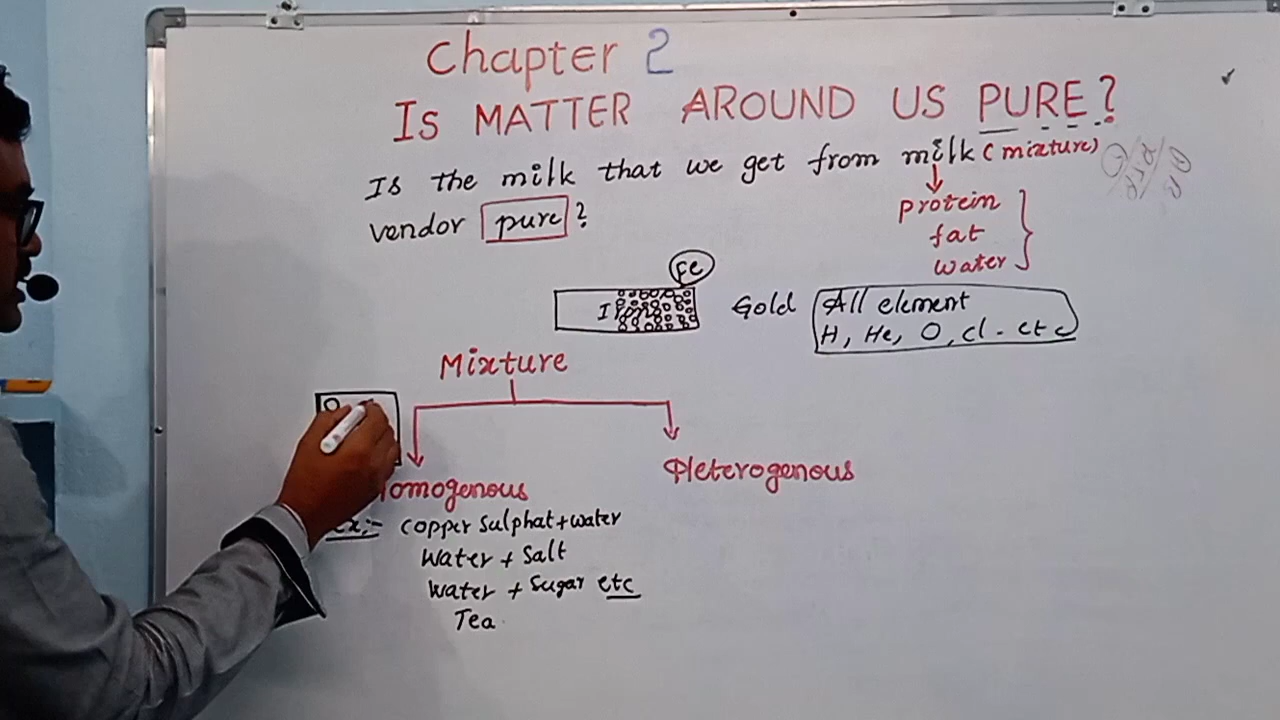 Chapter 2
Is MATTER AROUND US PURE?
Is the milk that we get from milk (mixture)
vendor pure?
protein
fat
water
Fe
Gold
All element
H, He, O, Cl - etc
Mixture
Homogenous
Heterogenous
Ex:- Copper Sulphat+water
Water + Salt
Water + Sugar etc
Tea